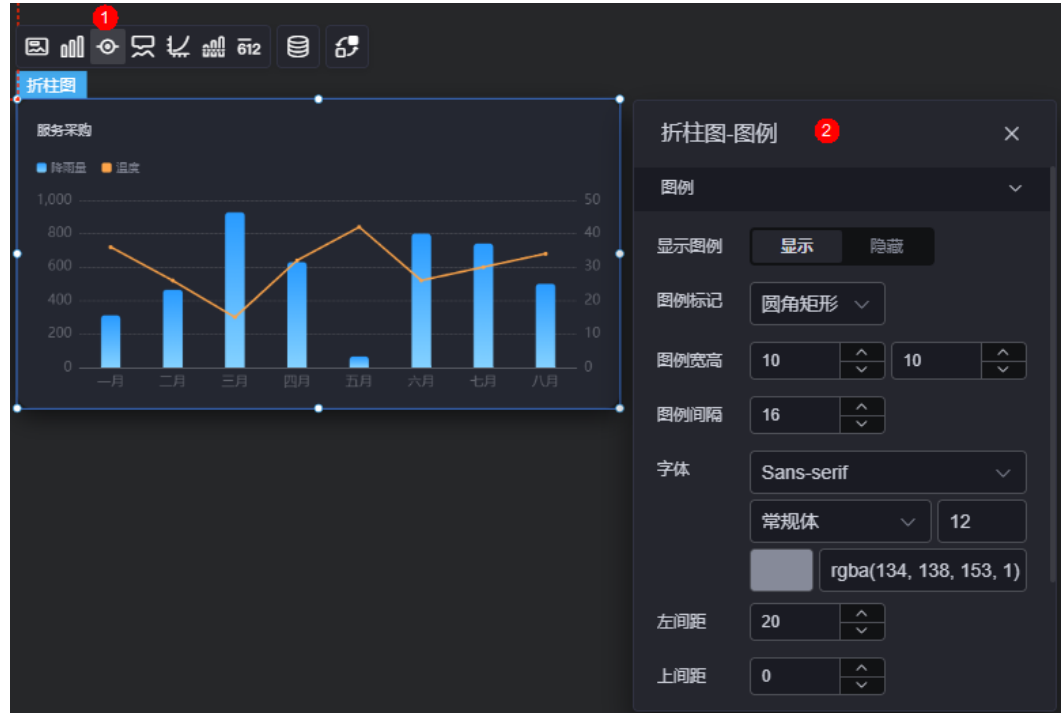 1
612
折柱图
服务采购
降雨量 温度
1,000 50
800 40
600 30
400 20
200 10
0 0
一月 二月 三月 四月 五月 六月 七月 八月
折柱图-图例 2
图例
显示图例 显示 隐藏
图例标记 圆角矩形
图例宽高 10 10
图例间隔 16
字体 Sans-serif
常规体 12
rgba(134, 138, 153, 1)
左间距 20
上间距 0